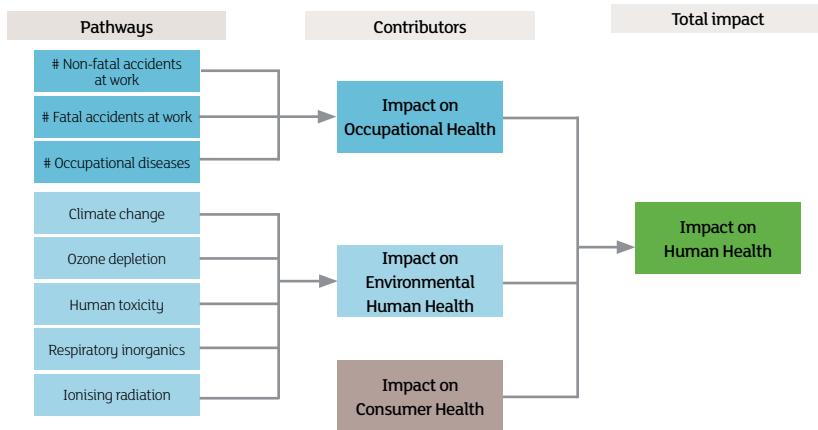 Pathways
Contributors
Total impact
# Non-fatal accidents
at work
# Fatal accidents at work
# Occupational diseases
Climate change
Ozone depletion
Human toxicity
Respiratory inorganics
Ionising radiation
Impact on
Occupational Health
Impact on
Environmental
Human Health
Impact on
Consumer Health
Impact on
Human Health